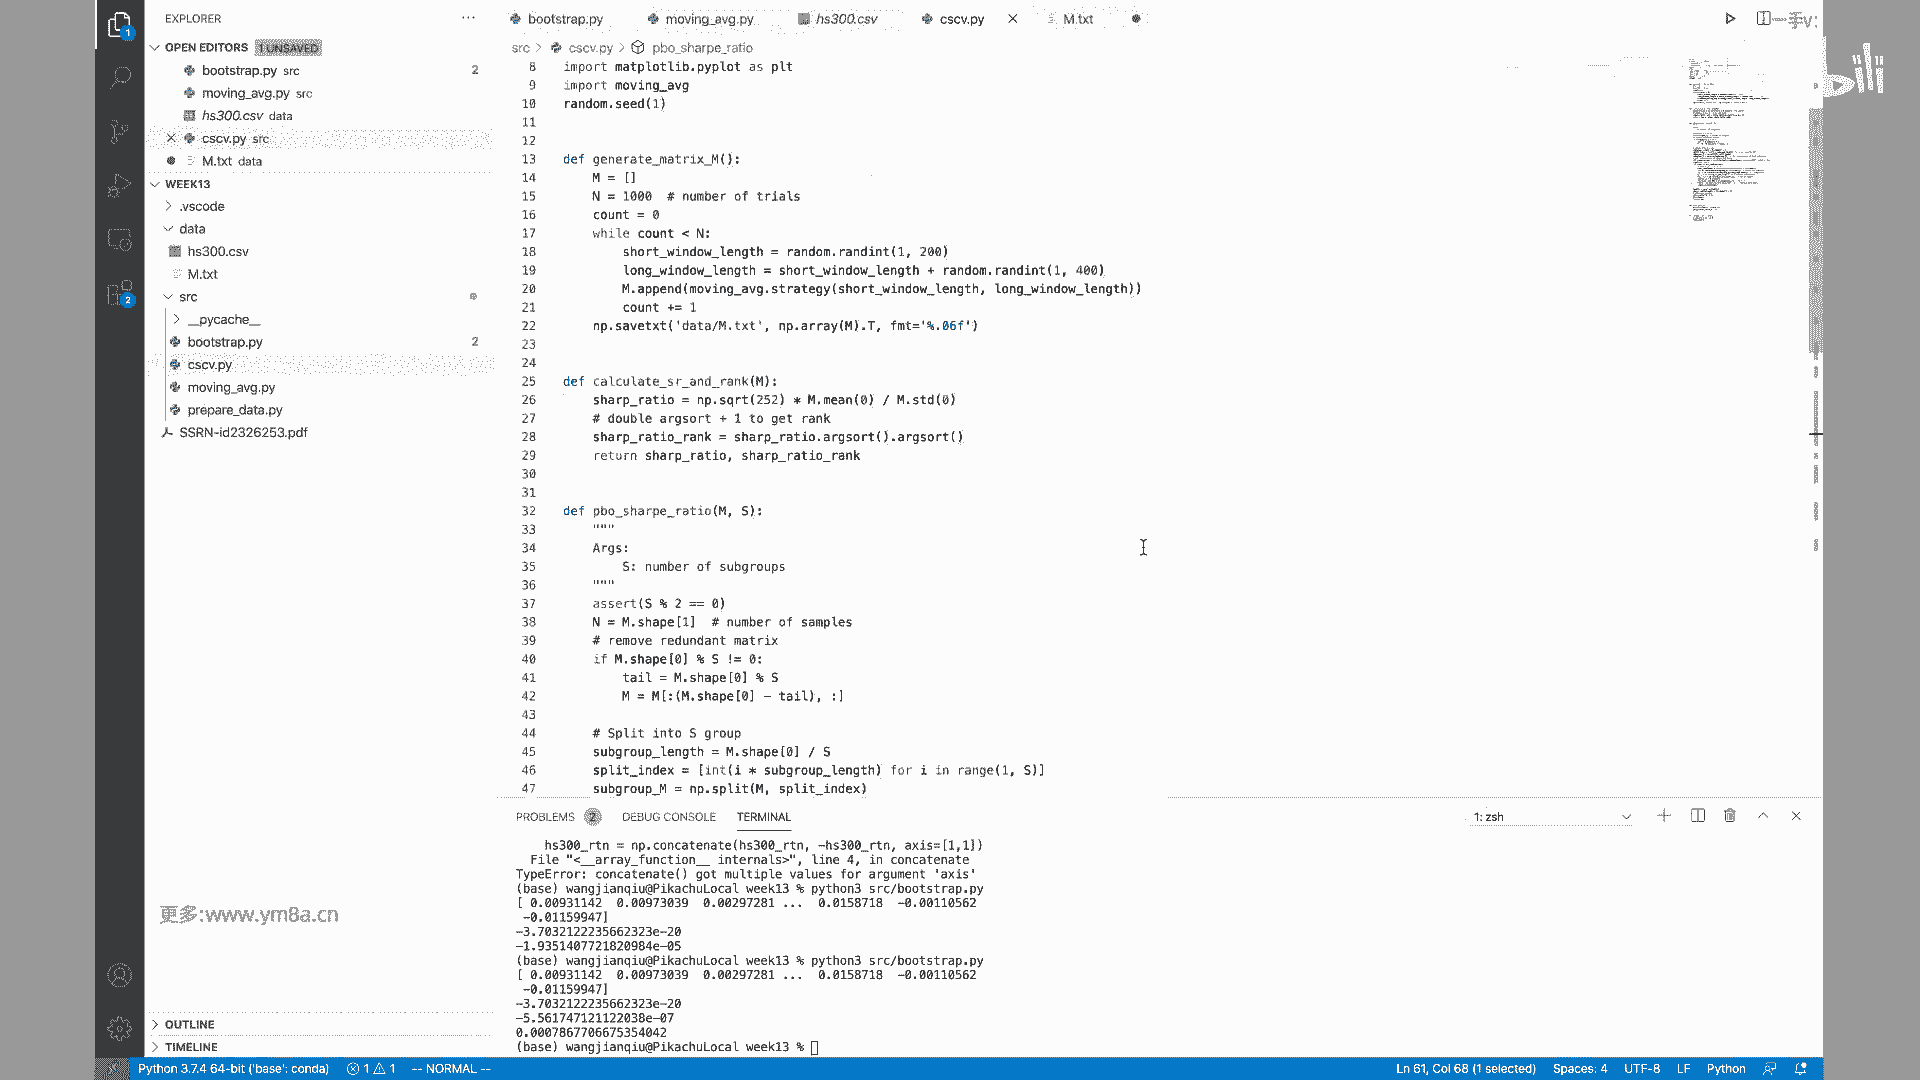 EXPLORER
OPEN EDITORS 1 UNSAVED
bootstrap.py src 2
moving_avg.py src
hs300.csv data
cscv.py src
M.txt data
WEEK13
.vscode
data
hs300.csv
M.txt
src
__pycache__
bootstrap.py 2
cscv.py
moving_avg.py
prepare_data.py
SSRN-id2326253.pdf
更多:www.ym8a.cn
OUTLINE
TIMELINE
bootstrap.py moving_avg.py hs300.csv cscv.py M.txt
src > cscv.py > pbo_sharpe_ratio
8 import matplotlib.pyplot as plt
9 import moving_avg
10 random.seed(1)
11
12
13 def generate_matrix_M():
14 M = []
15 N = 1000 # number of trials
16 count = 0
17 while count < N:
18 short_window_length = random.randint(1, 200)
19 long_window_length = short_window_length + random.randint(1, 400)
20 M.append(moving_avg.strategy(short_window_length, long_window_length))
21 count += 1
22 np.savetxt('data/M.txt', np.array(M).T, fmt='%.06f')
23
24
25 def calculate_sr_and_rank(M):
26 sharp_ratio = np.sqrt(252) * M.mean(0) / M.std(0)
27 # double argsort + 1 to get rank
28 sharp_ratio_rank = sharp_ratio.argsort().argsort()
29 return sharp_ratio, sharp_ratio_rank
30
31
32 def pbo_sharpe_ratio(M, S):
33 """
34 Args:
35 S: number of subgroups
36 """
37 assert(S % 2 == 0)
38 N = M.shape[1] # number of samples
39 # remove redundant matrix
40 if M.shape[0] % S != 0:
41 tail = M.shape[0] % S
42 M = M[:(M.shape[0] - tail), :]
43
44 # Split into S group
45 subgroup_length = M.shape[0] / S
46 split_index = [int(i * subgroup_length) for i in range(1, S)]
47 subgroup_M = np.split(M, split_index)
PROBLEMS 2 DEBUG CONSOLE TERMINAL 1: zsh
hs300_rtn = np.concatenate(hs300_rtn, -hs300_rtn, axis=[1,1])
File "<__array_function__ internals>", line 4, in concatenate
TypeError: concatenate() got multiple values for argument 'axis'
(base) wangjianqiu@PikachuLocal week13 % python3 src/bootstrap.py
[ 0.00931142 0.00973039 0.00297281 ... 0.0158718 -0.00110562
-0.01159947]
-3.7032122235662323e-20
-1.9351407721820984e-05
(base) wangjianqiu@PikachuLocal week13 % python3 src/bootstrap.py
[ 0.00931142 0.00973039 0.00297281 ... 0.0158718 -0.00110562
-0.01159947]
-3.7032122235662323e-20
-5.561747121122038e-07
0.0007867706675354042
(base) wangjianqiu@PikachuLocal week13 %
Python 3.7.4 64-bit ('base': conda) 1 1 -- NORMAL -- Ln 61, Col 68 (1 selected) Spaces: 4 UTF-8 LF Python